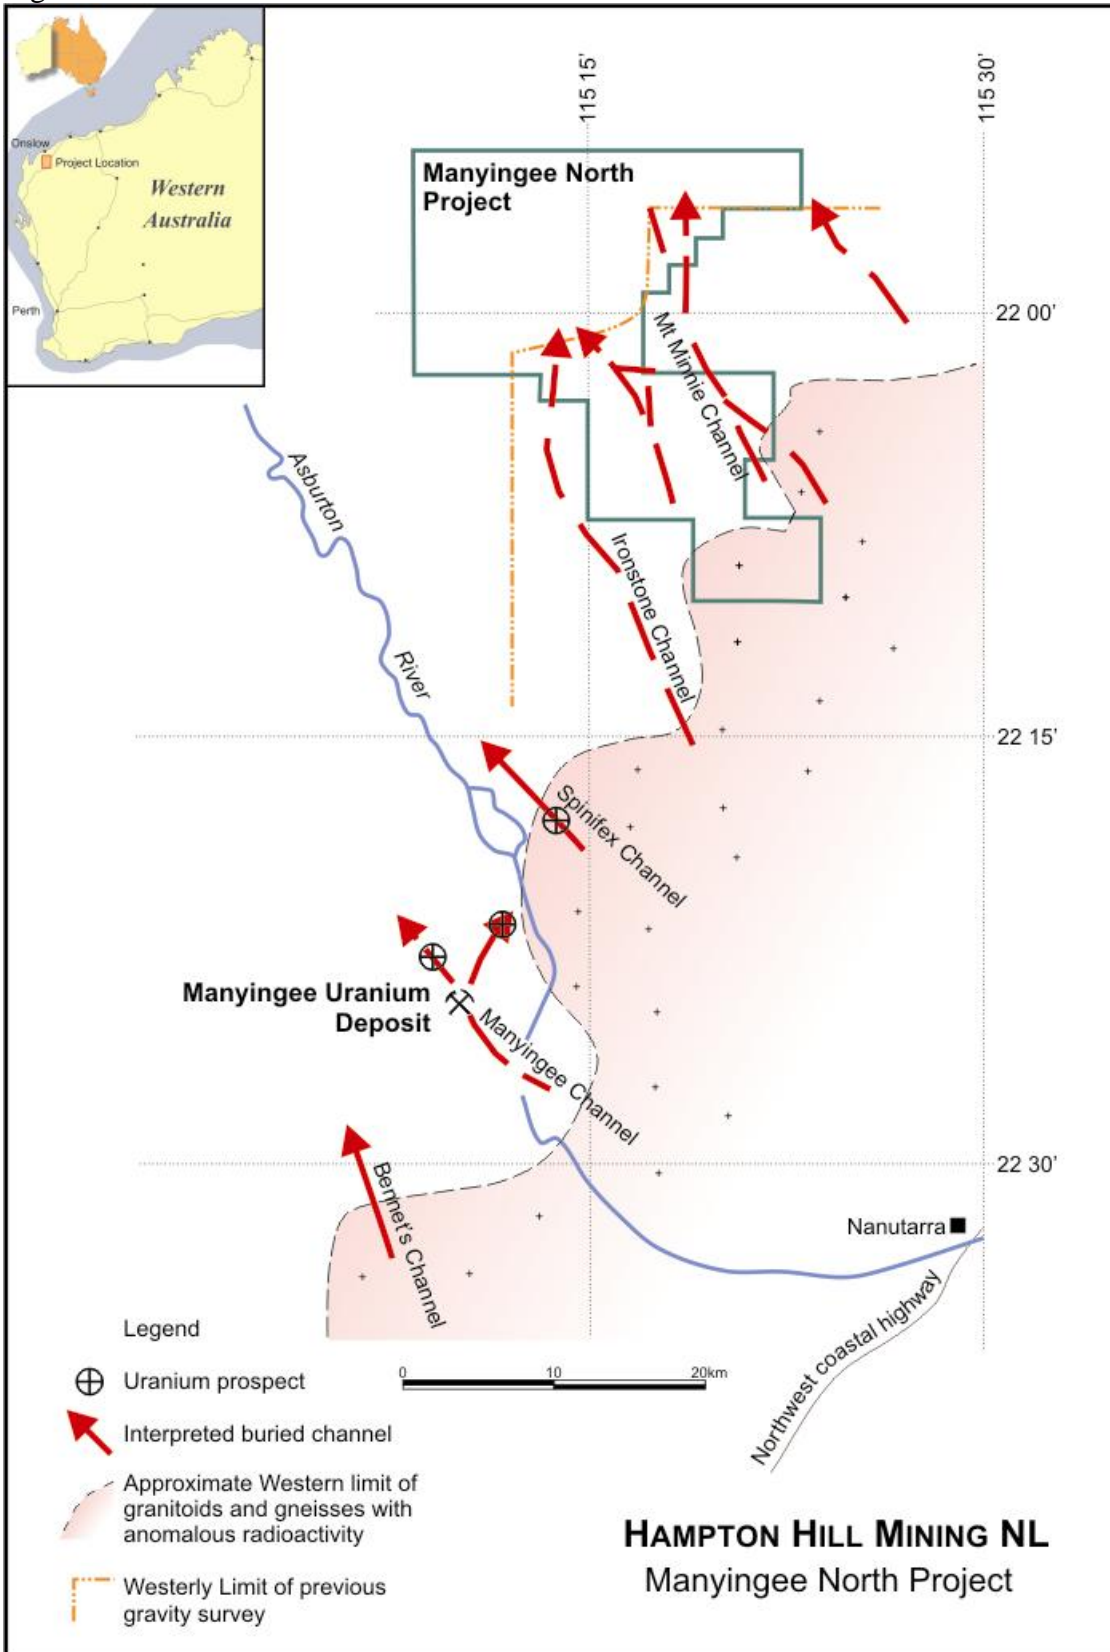 Onslow
Project Location
Western
Australia
Perth
115 15'
115 30'
Manyingee North
Project
22 00'
Mt Minnie Channel
Asburton
River
Ironstone Channel
22 15'
Spinifex Channel
Manyingee Uranium
Deposit
Manyingee Channel
22 30'
Bennet's Channel
Nanutarra
Northwest coastal highway
Legend
Uranium prospect
Interpreted buried channel
Approximate Western limit of
granitoids and gneisses with
anomalous radioactivity
Westerly Limit of previous
gravity survey
0 10 20km
HAMPTON HILL MINING NL
Manyingee North Project